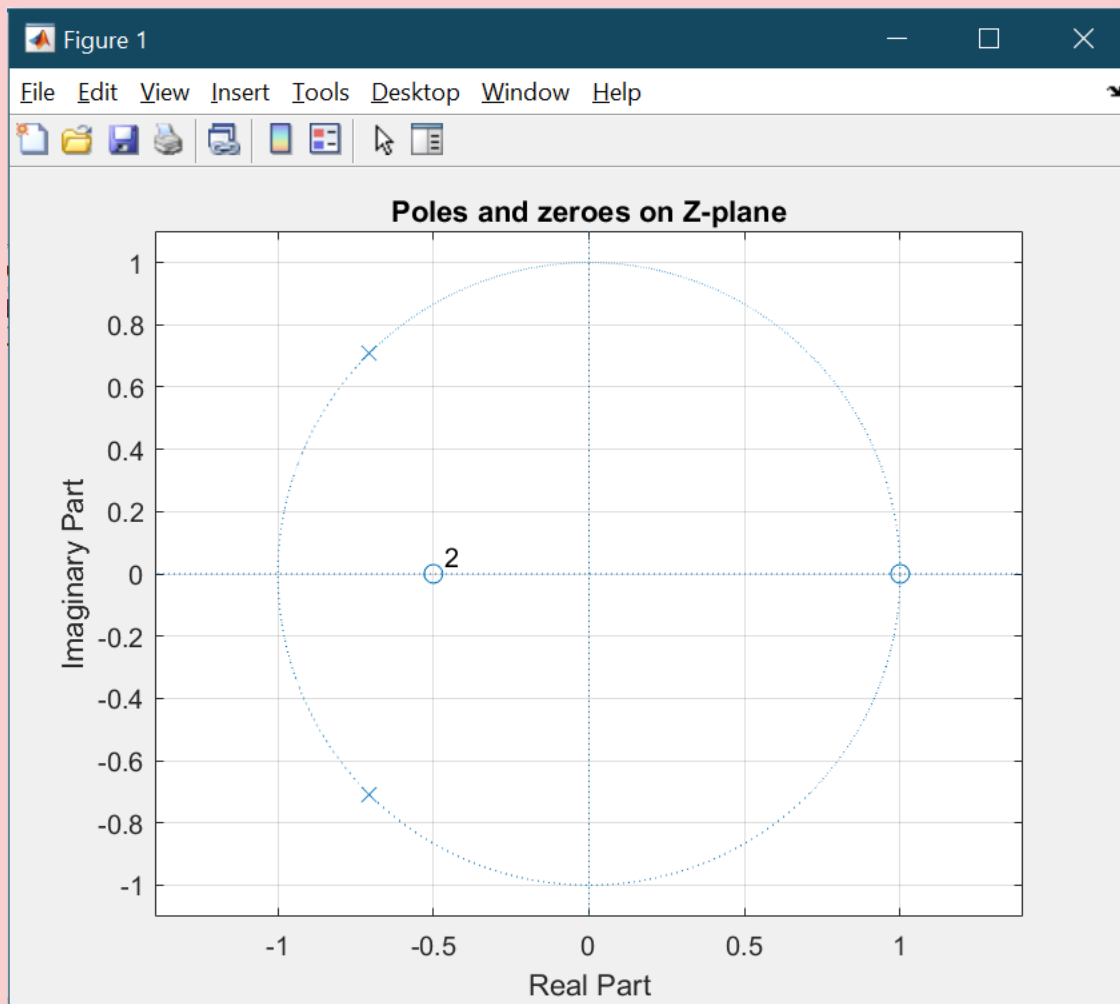 Figure 1
File Edit View Insert Tools Desktop Window Help
Poles and zeroes on Z-plane
1
0.8
0.6
0.4
0.2
0
-0.2
-0.4
-0.6
-0.8
-1
Imaginary Part
2
-1 -0.5 0 0.5 1
Real Part